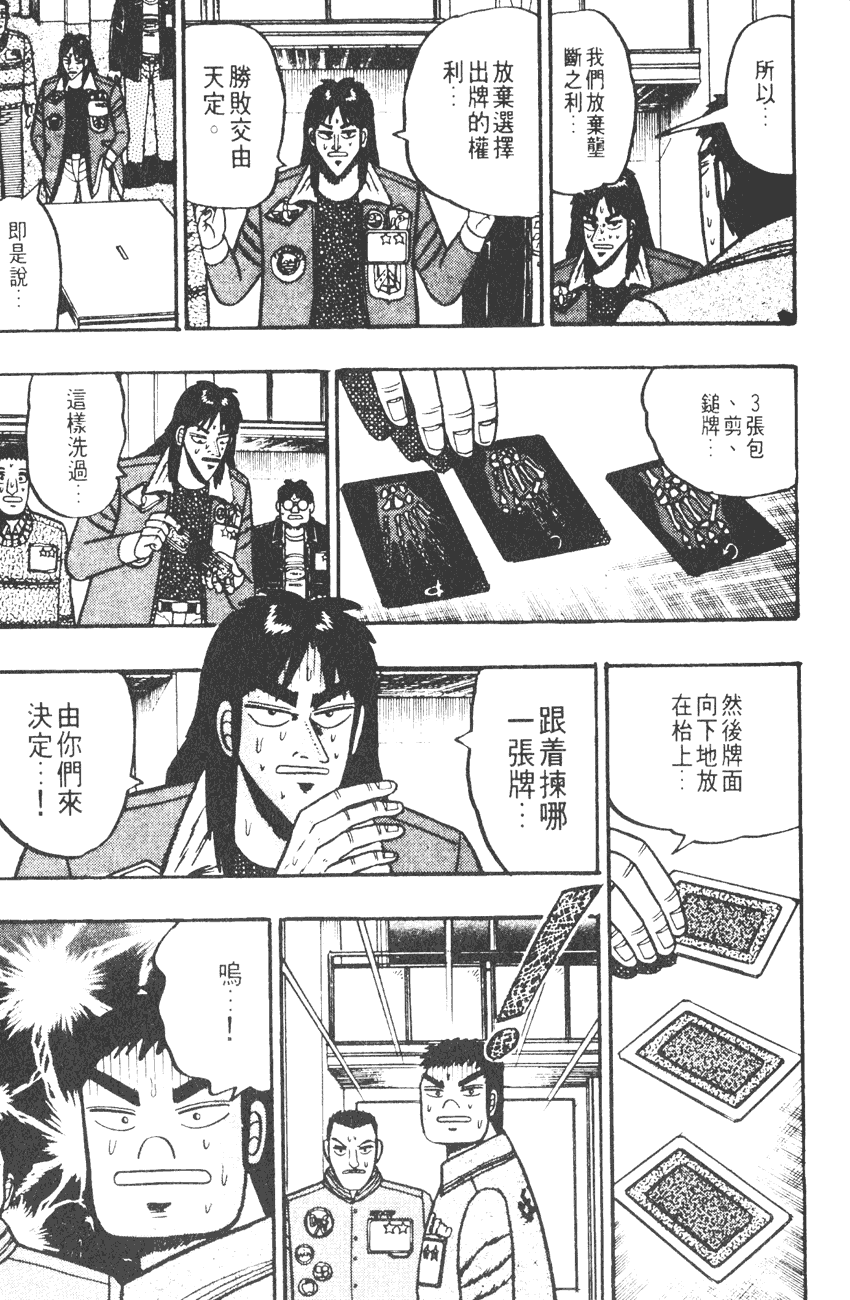 所以…
我們放棄壟
斷之利…
放棄選擇
出牌的權
利…
勝敗交由
天定。
即是說…
3張包
、剪、
鎚牌…
這樣洗過…
然後牌面
向下地放
在枱上…
跟着揀哪
一張牌…
由你們來
決定…！
嗚…！